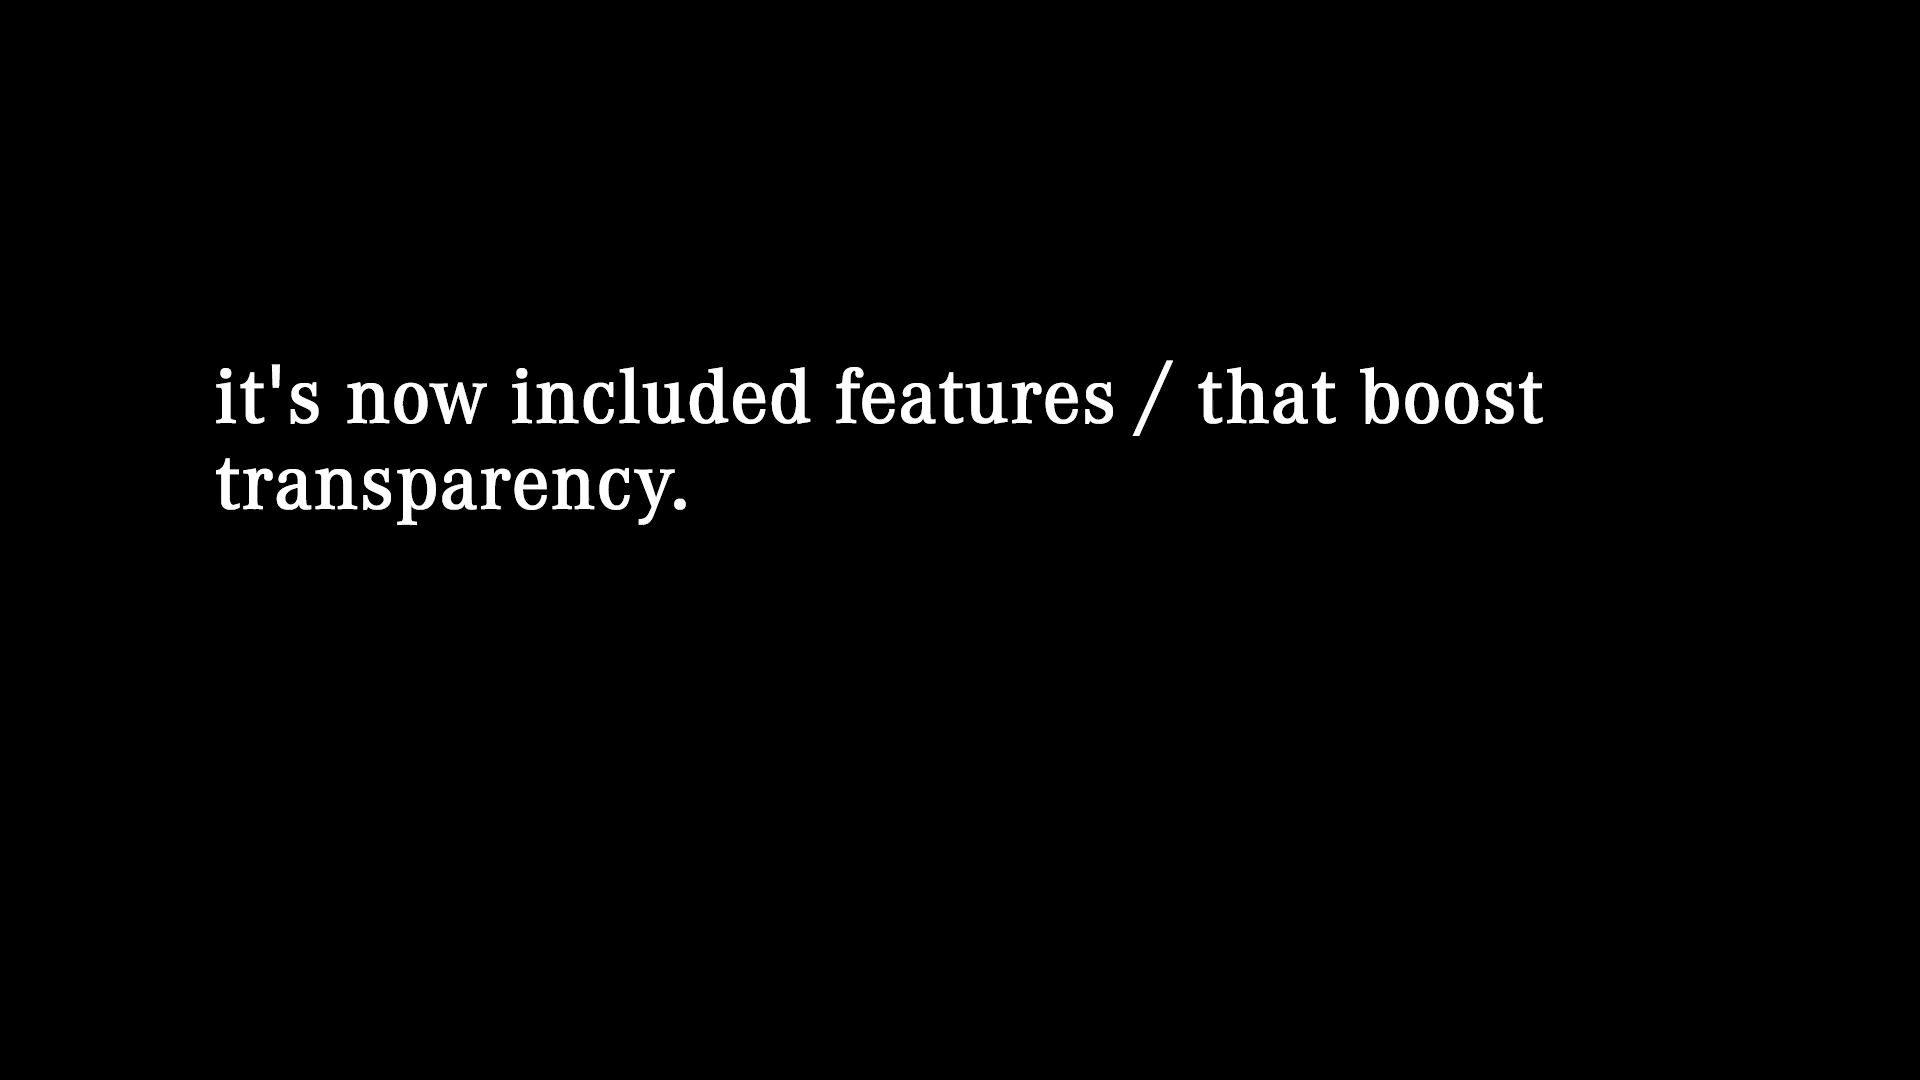 it's now included features / that boost
transparency.